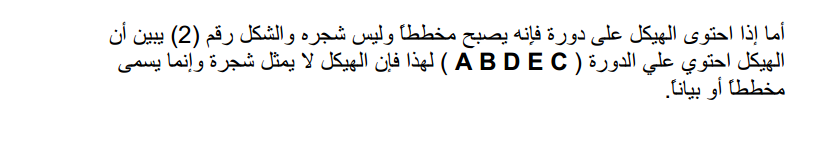 أما إذا احتوى الهيكل على دورة فإنه يصبح مخططاً وليس شجره والشكل رقم (2) يبين أن
الهيكل احتوي علي الدورة ( A B D E C ) لهذا فإن الهيكل لا يمثل شجرة وإنما يسمى
مخططاً أو بياناً.